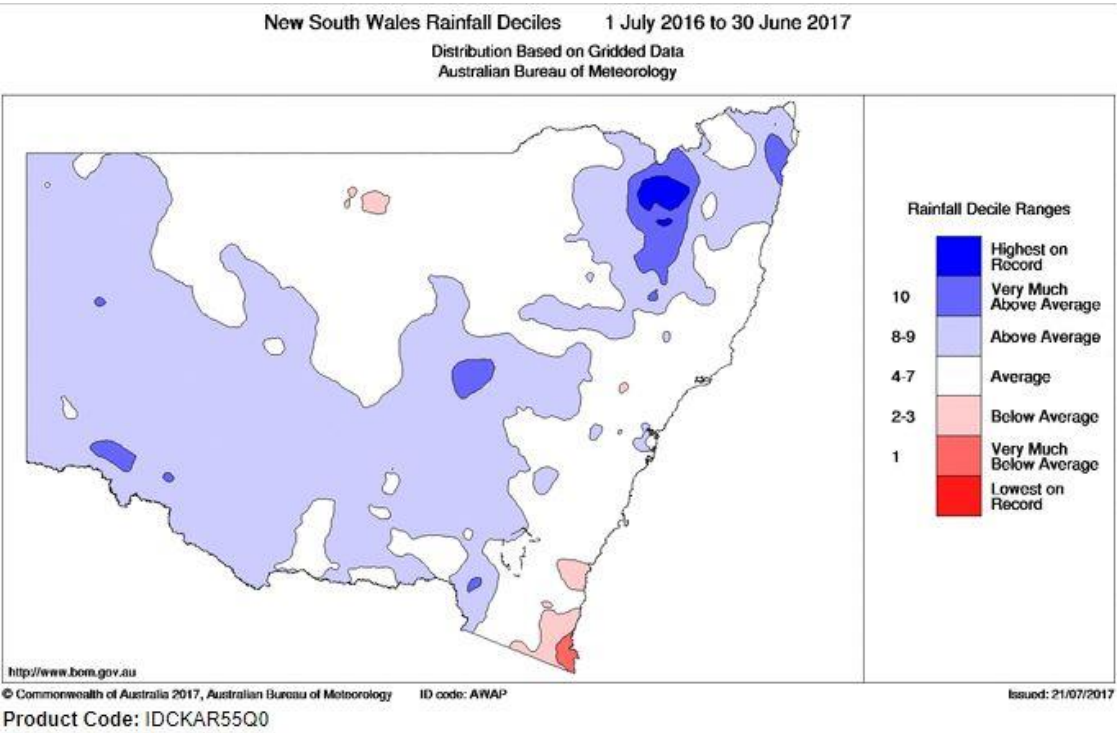 New South Wales Rainfall Deciles 1 July 2016 to 30 June 2017
Distribution Based on Gridded Data
Australian Bureau of Meteorology
Rainfall Decile Ranges
Highest on
Record
10
Very Much
Above Average
8-9
Above Average
4-7
Average
2-3
Below Average
1
Very Much
Below Average
Lowest on
Record
http://www.bom.gov.au
© Commonwealth of Australia 2017, Australian Bureau of Meteorology ID code: AWAP Issued: 21/07/2017
Product Code: IDCKAR55Q0